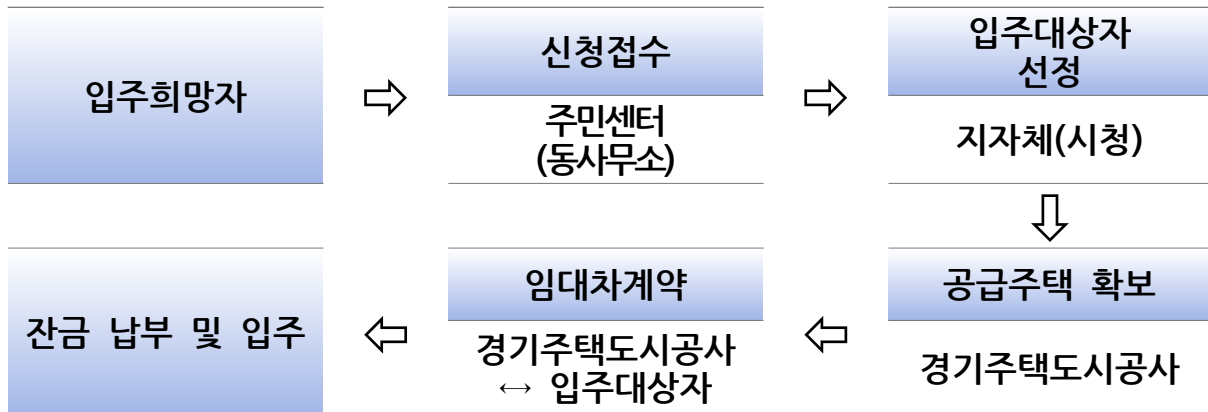 입주희망자
신청접수
주민센터
(동사무소)
입주대상자
선정
지자체(시청)
공급주택 확보
경기주택도시공사
임대차계약
경기주택도시공사
↔ 입주대상자
잔금 납부 및 입주